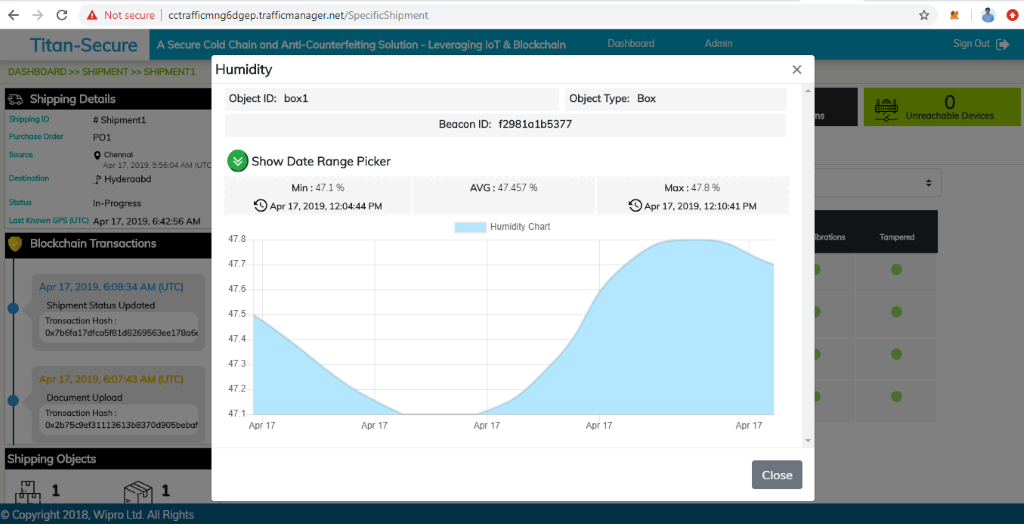 Not secure | cctrafficmng6dgep.trafficmanager.net/SpecificShipment
Titan-Secure
A Secure Cold Chain and Anti-Counterfeiting Solution - Leveraging IoT & Blockchain
Dashboard
Admin
Sign Out
DASHBOARD >> SHIPMENT >> SHIPMENT1
Shipping Details
Shipping ID
# Shipment1
Purchase Order
PO1
Source
Chennai
Apr 17, 2019, 5:56:04 AM (UTC
Destination
Hyderaabd
Status
In-Progress
Last Known GPS (UTC)
Apr 17, 2019, 6:42:56 AM
Blockchain Transactions
Apr 17, 2019, 6:08:34 AM (UTC)
Shipment Status Updated
Transaction Hash :
0x7b6fa17dfca5f81d8269563ee178a6e
Apr 17, 2019, 6:07:43 AM (UTC)
Document Upload
Transaction Hash :
0x2b75c9ef31113613b8370d905bebaf
Shipping Objects
1
1
Humidity
×
Object ID: box1
Object Type: Box
Beacon ID: f2981a1b5377
Show Date Range Picker
Min : 47.1 %
Apr 17, 2019, 12:04:44 PM
AVG : 47.457 %
Max : 47.8 %
Apr 17, 2019, 12:10:41 PM
Humidity Chart
47.8
47.7
47.6
47.5
47.4
47.3
47.2
47.1
Apr 17
Apr 17
Apr 17
Apr 17
Apr 17
Close
ns
0
Unreachable Devices
ibrations
Tampered
© Copyright 2018, Wipro Ltd. All Rights